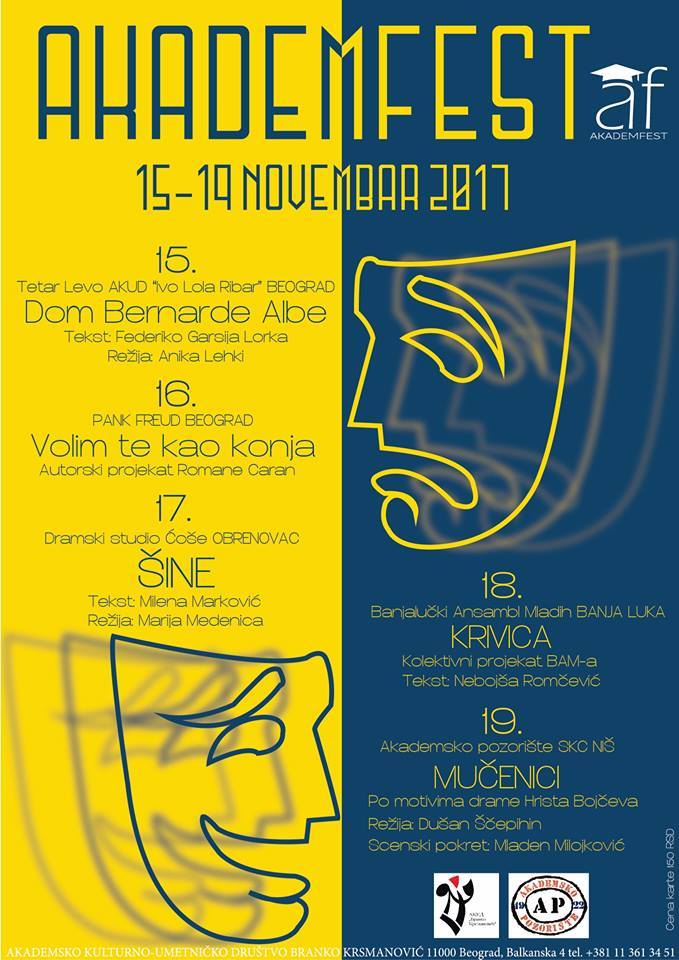 AKADEMFEST
af
AKADEMFEST
15-19 NOVEMBAR 2017
15.
Tetar Levo AKUD "Ivo Lola Ribar" BEOGRAD
Dom Bernarde Albe
Tekst: Federiko Garsija Lorka
Režija: Anika Lehki
16.
PANK FREUD BEOGRAD
Volim te kao konja
Autorski projekat Romane Caran
17.
Dramski studio ćoše OBRENOVAC
ŠINE
Tekst: Milena Marković
Režija: Marija Medenica
18.
Banjalučki Ansambl Mladih BANJA LUKA
KRIVICA
Kolektivni projekat BAM-a
Tekst: Nebojša Romčević
19.
Akademsko pozorište SKC NIŠ
MUČENICI
Po motivima drame Hrista Bojčeva
Režija: Dušan Ščepihin
Scenski pokret: Mladen Milojković
Cena karte 150 RSD
AKADEMSKO
19 AP 22
POZORIŠTE
AKADEMSKO KULTURNO-UMETNIČKO DRUŠTVO BRANKO KRSMANOVIĆ 11000 Beograd, Balkanska 4 tel. +381 11 361 34 51